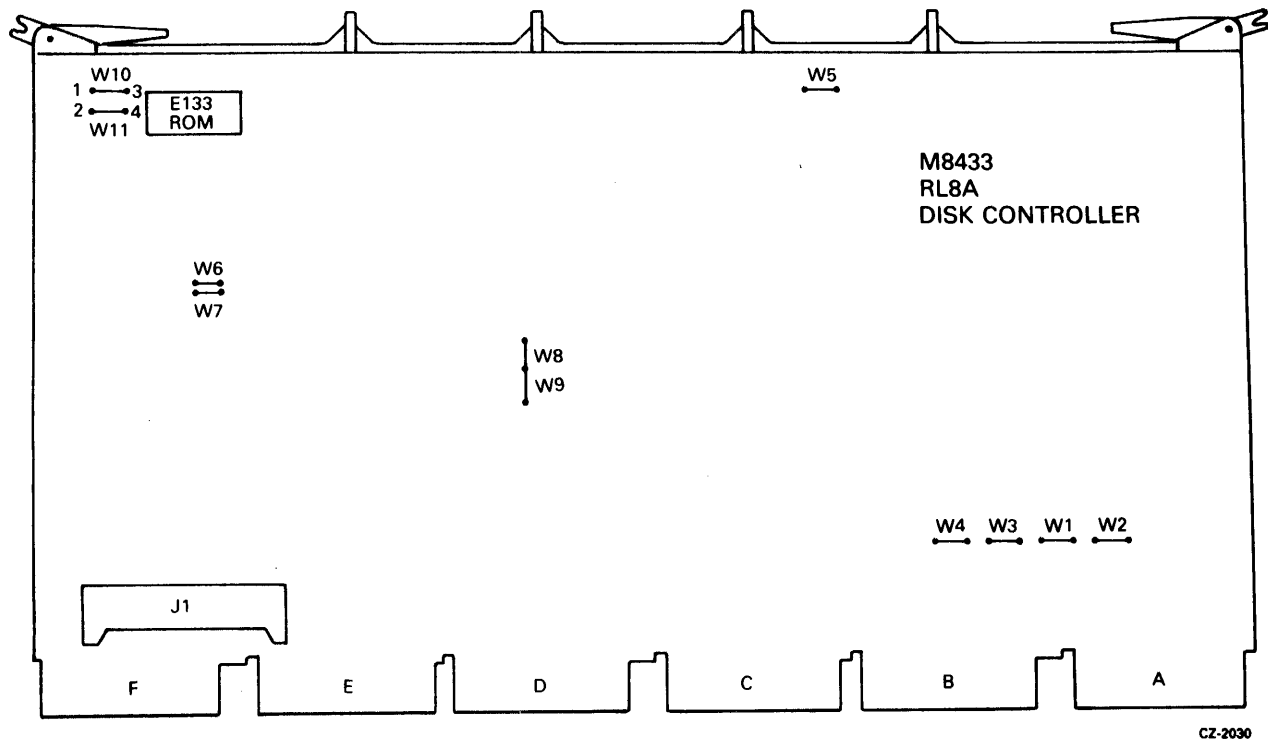 W10
1 3
2 4
W11
E133
ROM
W5
M8433
RL8A
DISK CONTROLLER
W6
W7
W8
W9
W4 W3 W1 W2
J1
F E D C B A
CZ-2030